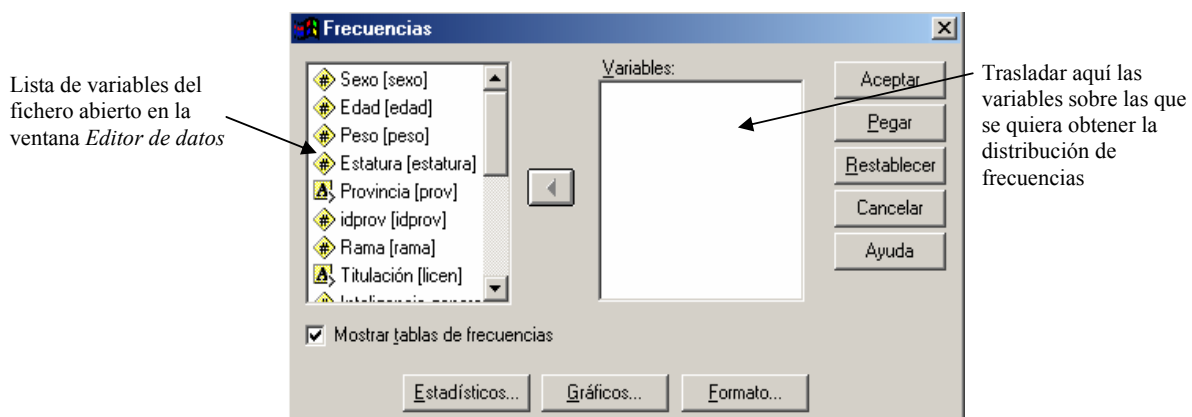 Frecuencias
Lista de variables del
fichero abierto en la
ventana Editor de datos
Sexo [sexo]
Edad [edad]
Peso [peso]
Estatura [estatura]
Provincia [prov]
idprov [idprov]
Rama [rama]
Titulación [licen]
Variables:
Aceptar
Pegar
Restablecer
Cancelar
Ayuda
Trasladar aquí las
variables sobre las que
se quiera obtener la
distribución de
frecuencias
Mostrar tablas de frecuencias
Estadísticos...
Gráficos...
Formato...